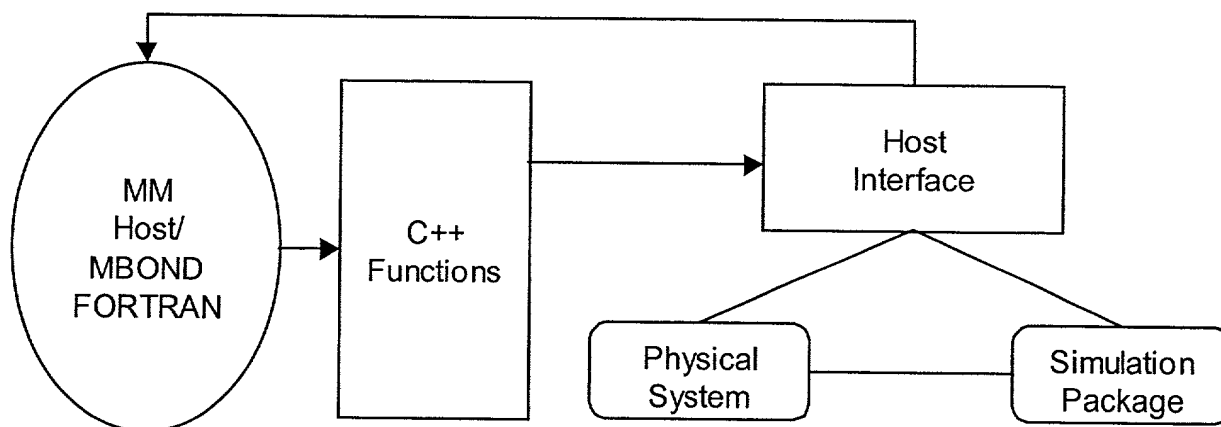 MM
Host/
MBOND
FORTRAN
C++
Functions
Host
Interface
Physical
System
Simulation
Package